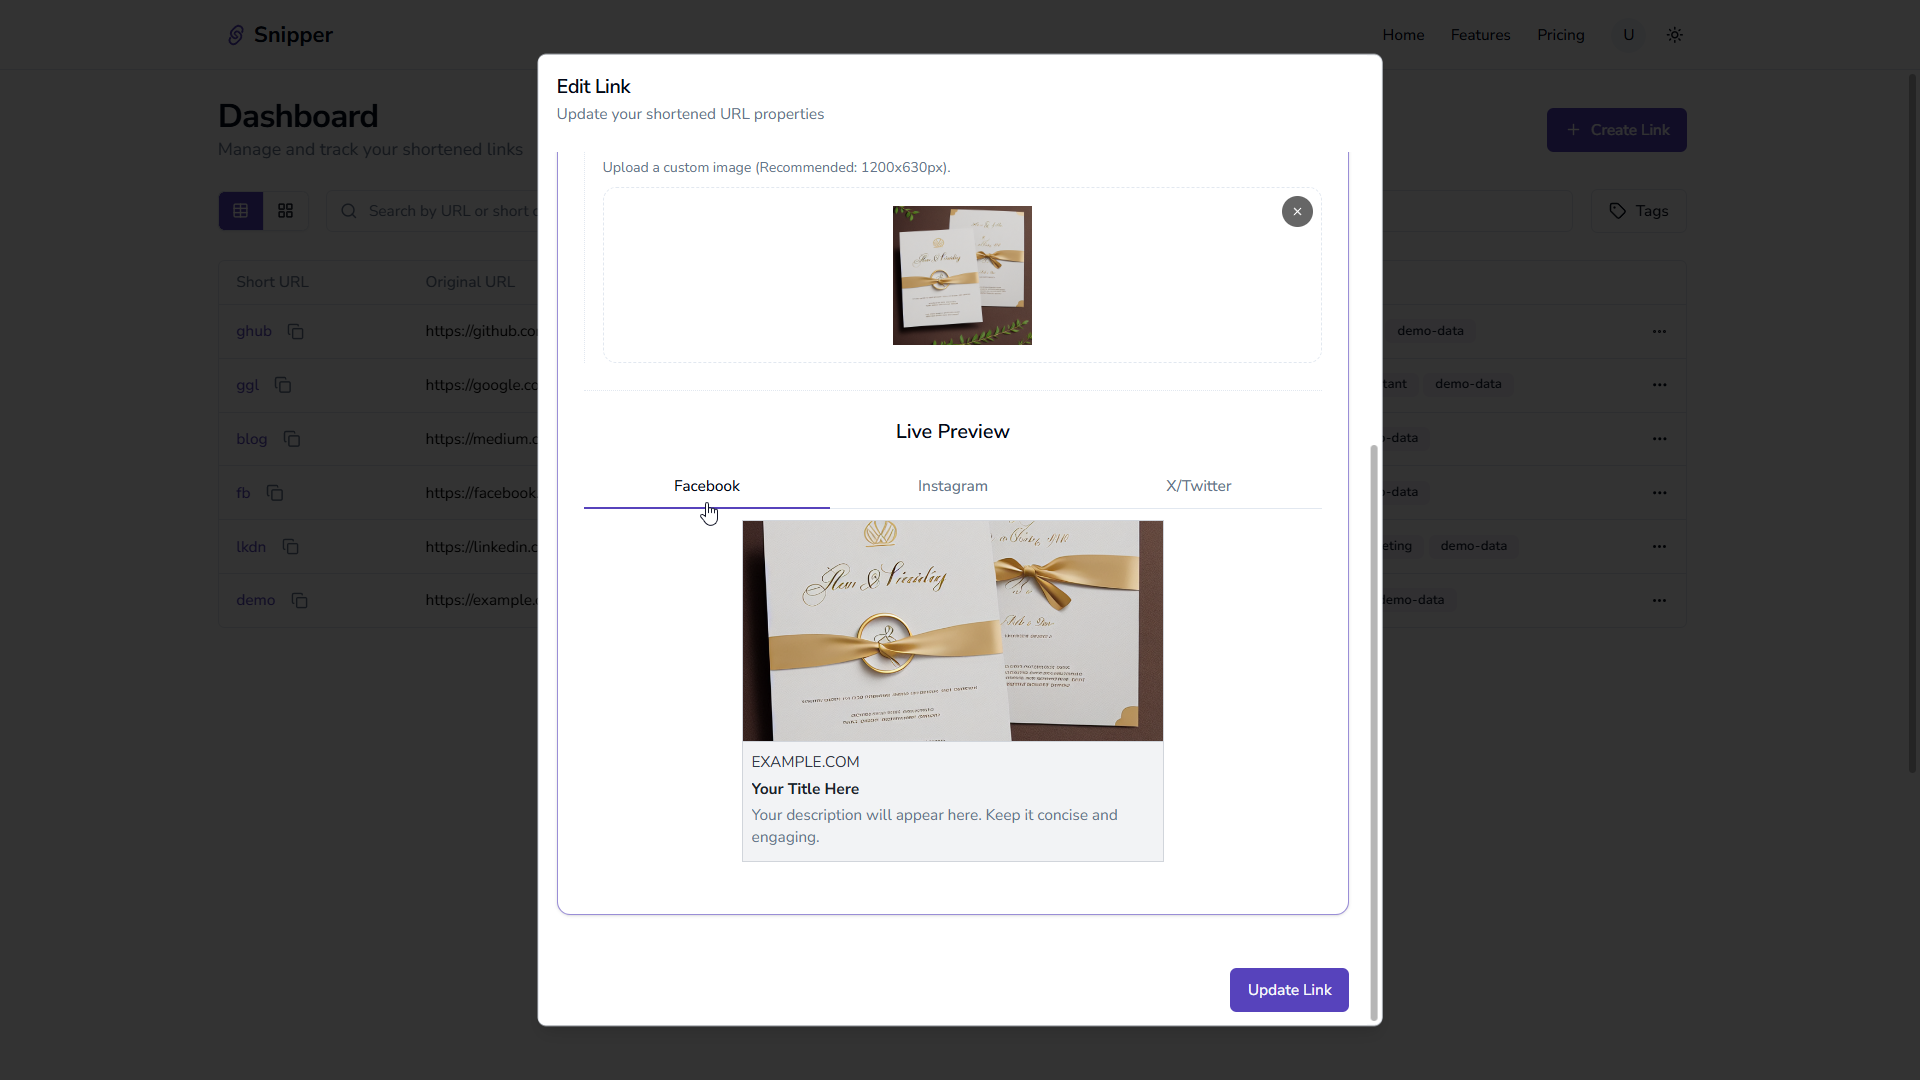 Snipper
Home
Features
Pricing
U
Dashboard
Manage and track your shortened links
Create Link
Search by URL or short
Tags
Short URL
Original URL
ghub
https://github.co
demo-data
ggl
https://google.co
tant
demo-data
blog
https://medium.c
-data
fb
https://facebook
-data
lkdn
https://linkedin.c
eting
demo-data
demo
https://example.
demo-data
Edit Link
Update your shortened URL properties
Upload a custom image (Recommended: 1200x630px).
Live Preview
Facebook
Instagram
X/Twitter
EXAMPLE.COM
Your Title Here
Your description will appear here. Keep it concise and
engaging.
Update Link